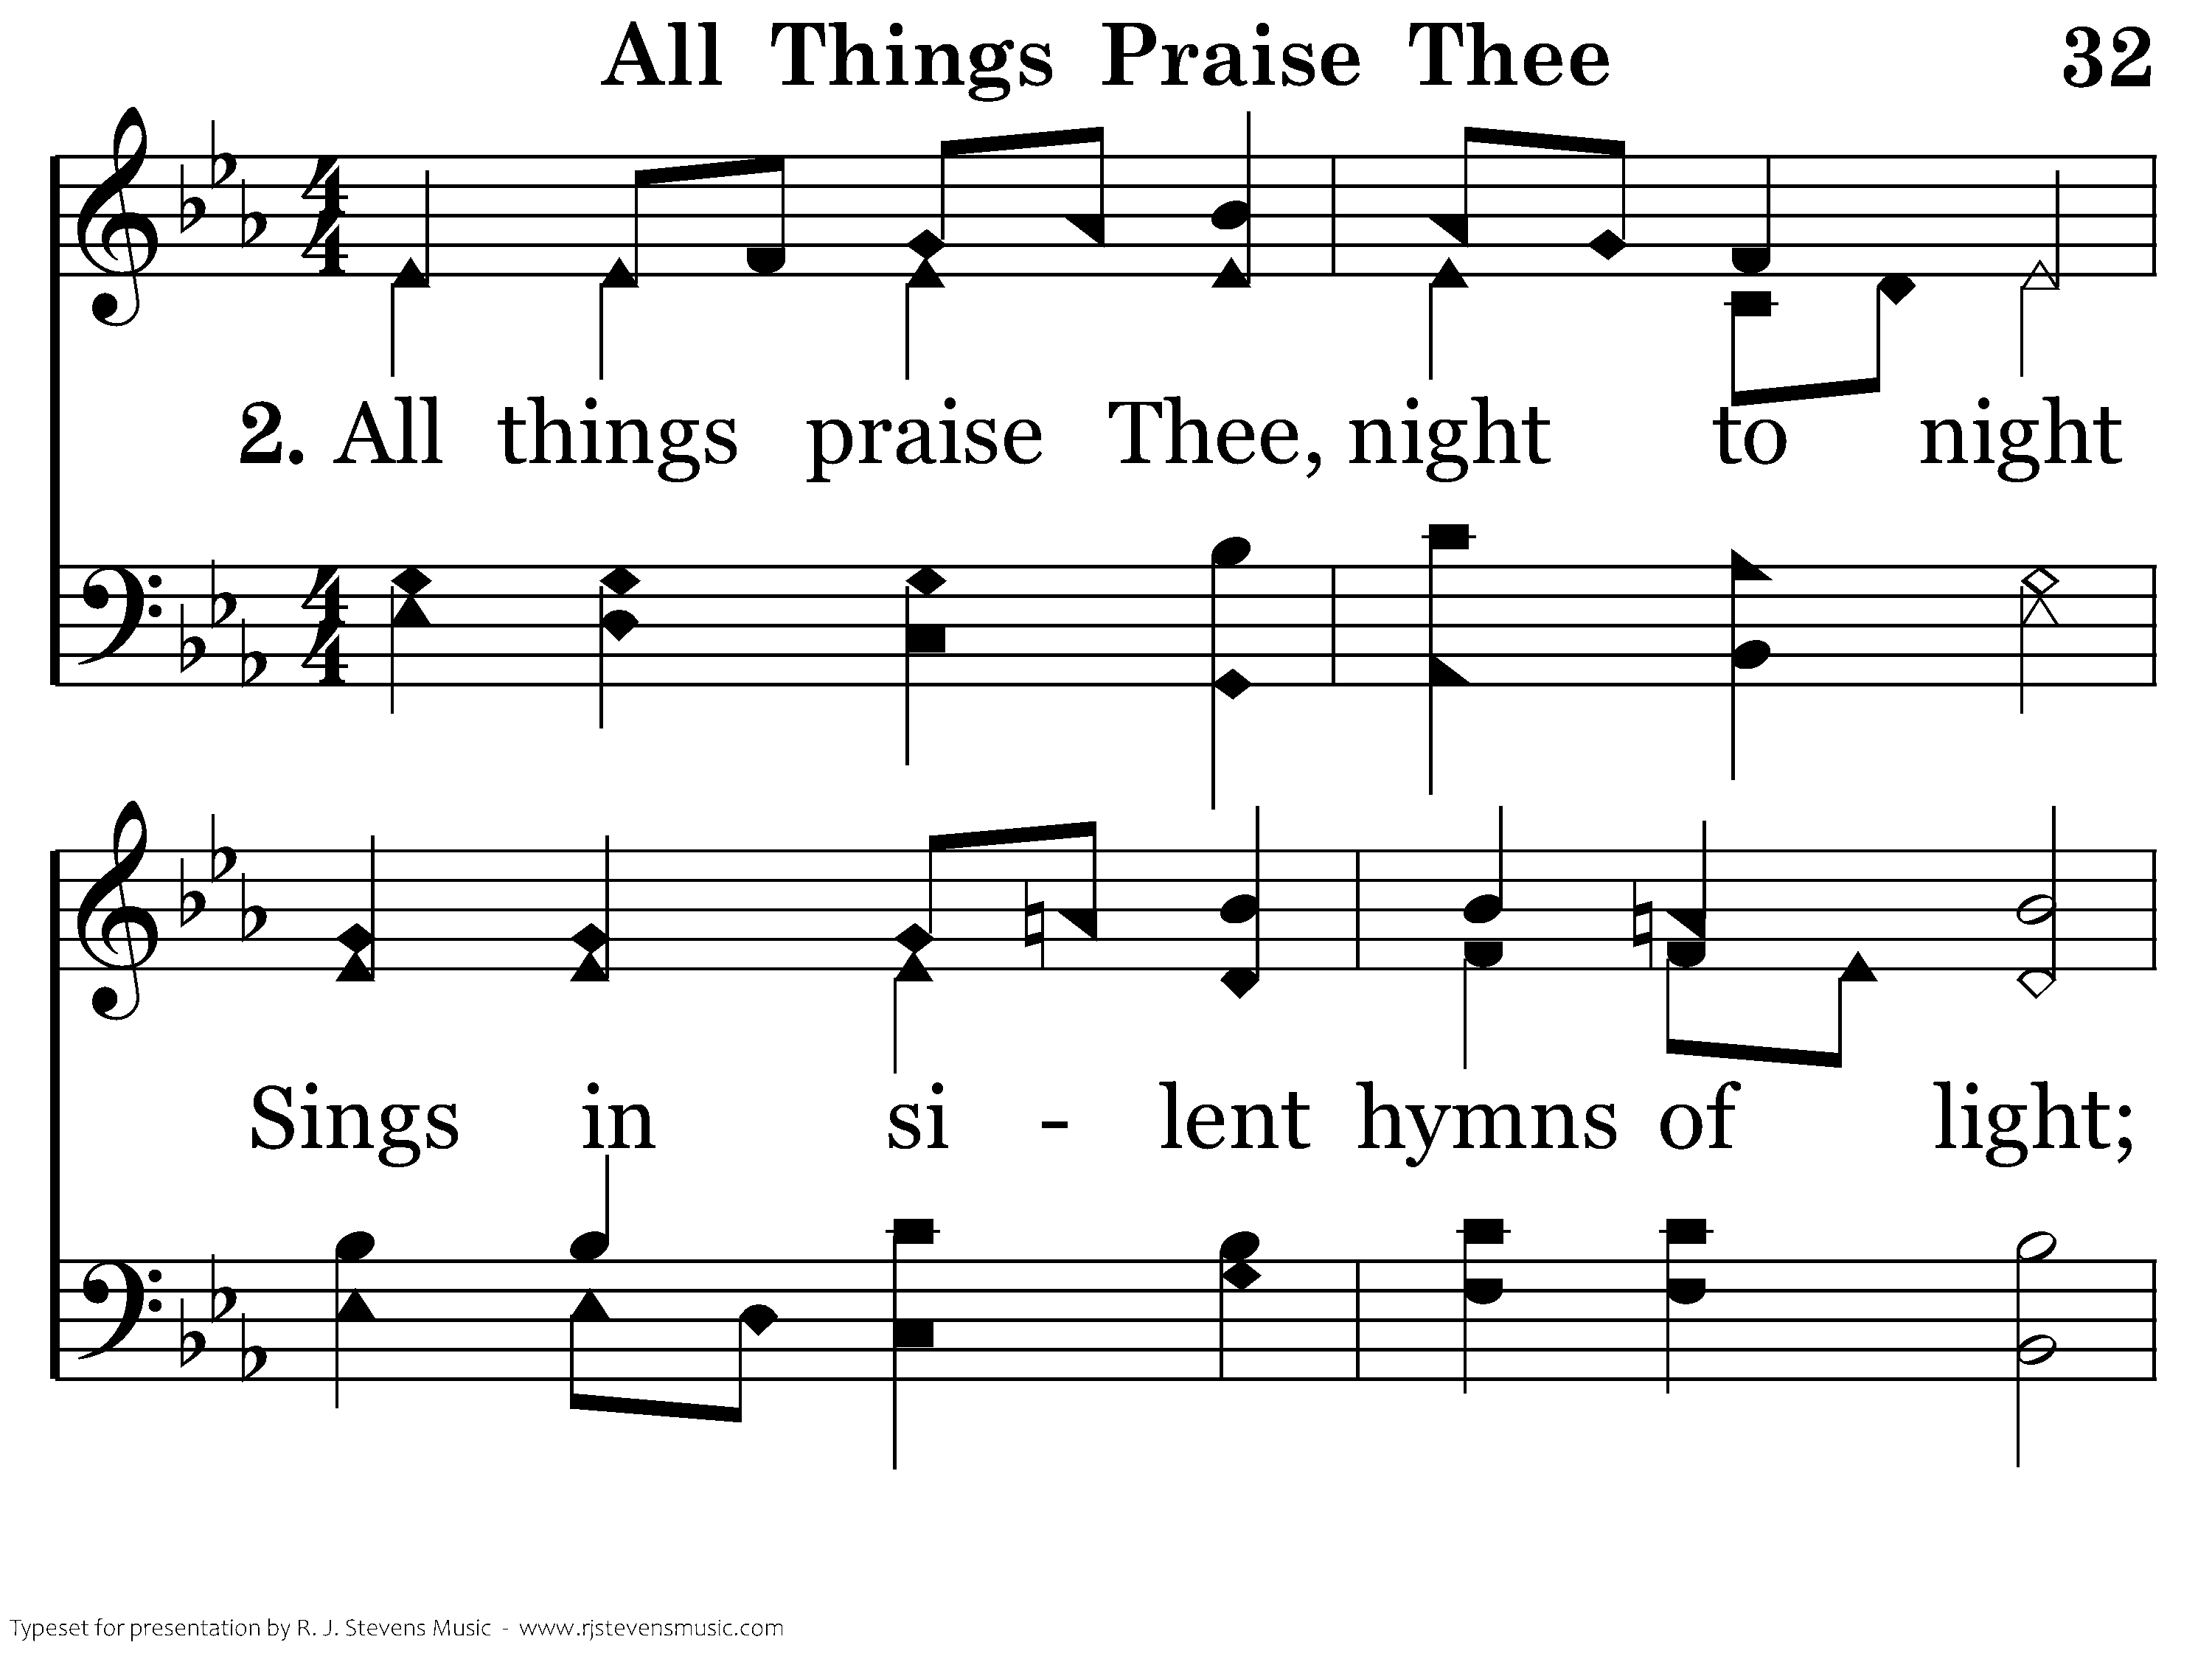 All Things Praise Thee 32
2. All things praise Thee, night to night
Sings in si - lent hymns of light;
Typeset for presentation by R. J. Stevens Music - www.rjstevensmusic.com